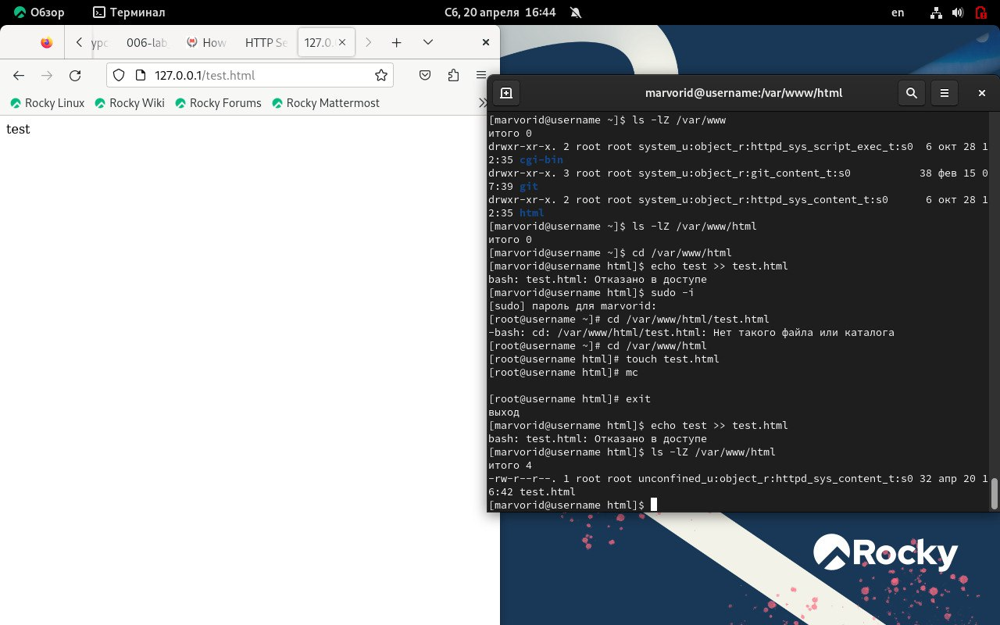 Обзор Терминал Сб, 20 апреля 16:44 en
006-lab How HTTP Se 127.0.
127.0.0.1/test.html
Rocky Linux Rocky Wiki Rocky Forums Rocky Mattermost
test
marvorid@username:/var/www/html
[marvorid@username ~]$ ls -lZ /var/www
итого 0
drwxr-xr-x. 2 root root system_u:object_r:httpd_sys_script_exec_t:s0  6 окт 28 1
2:35 cgi-bin
drwxr-xr-x. 3 root root system_u:object_r:git_content_t:s0           38 фев 15 0
7:39 git
drwxr-xr-x. 2 root root system_u:object_r:httpd_sys_content_t:s0      6 окт 28 1
2:35 html
[marvorid@username ~]$ ls -lZ /var/www/html
итого 0
[marvorid@username ~]$ cd /var/www/html
[marvorid@username html]$ echo test >> test.html
bash: test.html: Отказано в доступе
[marvorid@username html]$ sudo -i
[sudo] пароль для marvorid:
[root@username ~]# cd /var/www/html/test.html
-bash: cd: /var/www/html/test.html: Нет такого файла или каталога
[root@username ~]# cd /var/www/html
[root@username html]# touch test.html
[root@username html]# mc
[root@username html]# exit
выход
[marvorid@username html]$ echo test >> test.html
bash: test.html: Отказано в доступе
[marvorid@username html]$ ls -lZ /var/www/html
итого 4
-rw-r--r--. 1 root root unconfined_u:object_r:httpd_sys_content_t:s0 32 апр 20 1
6:42 test.html
[marvorid@username html]$
Rocky